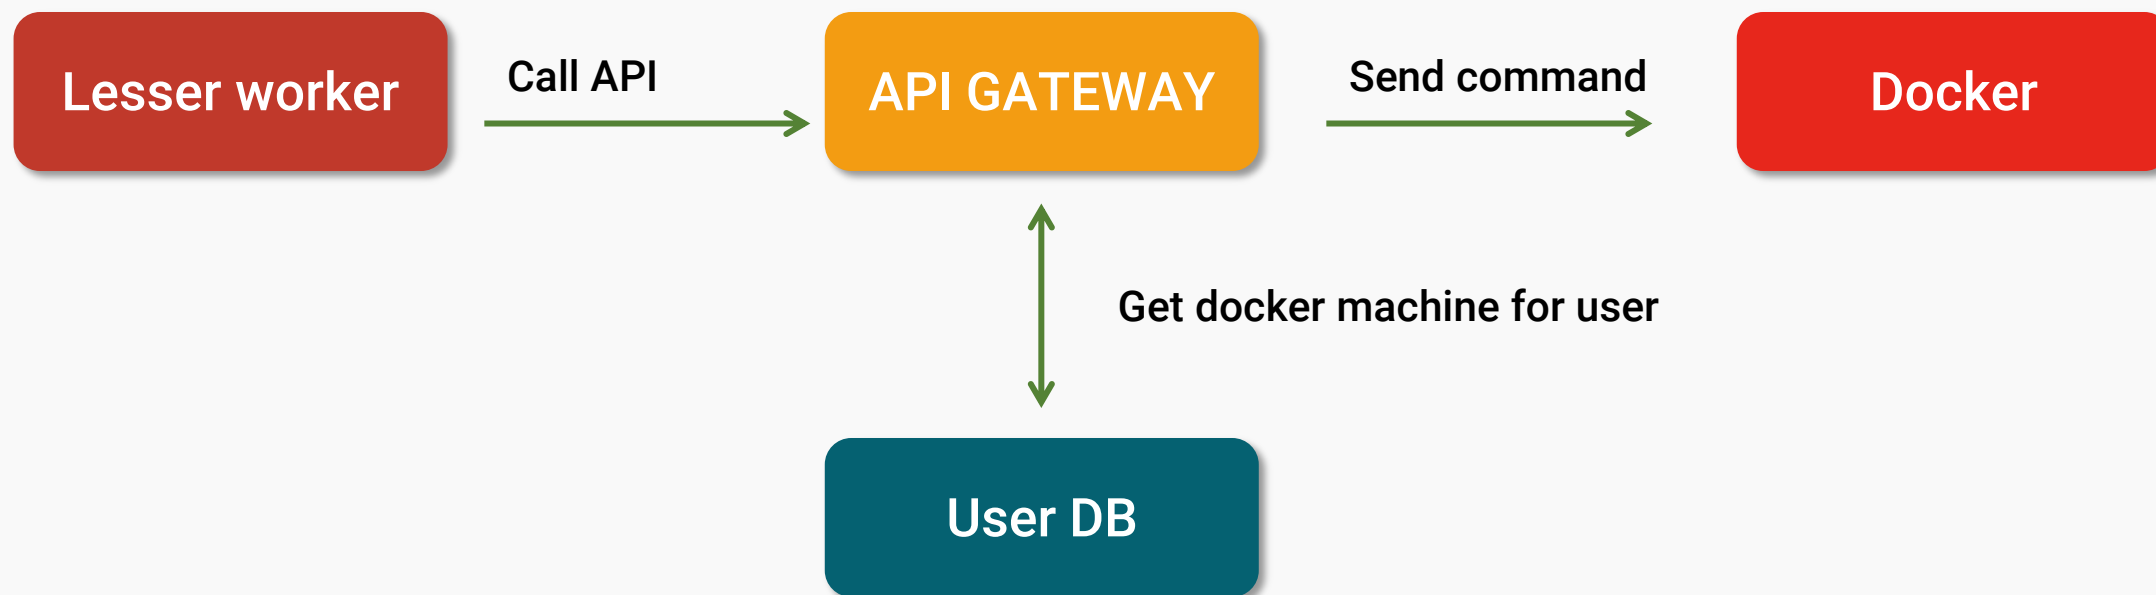 Lesser worker
Call API
API GATEWAY
Send command
Docker
Get docker machine for user
User DB